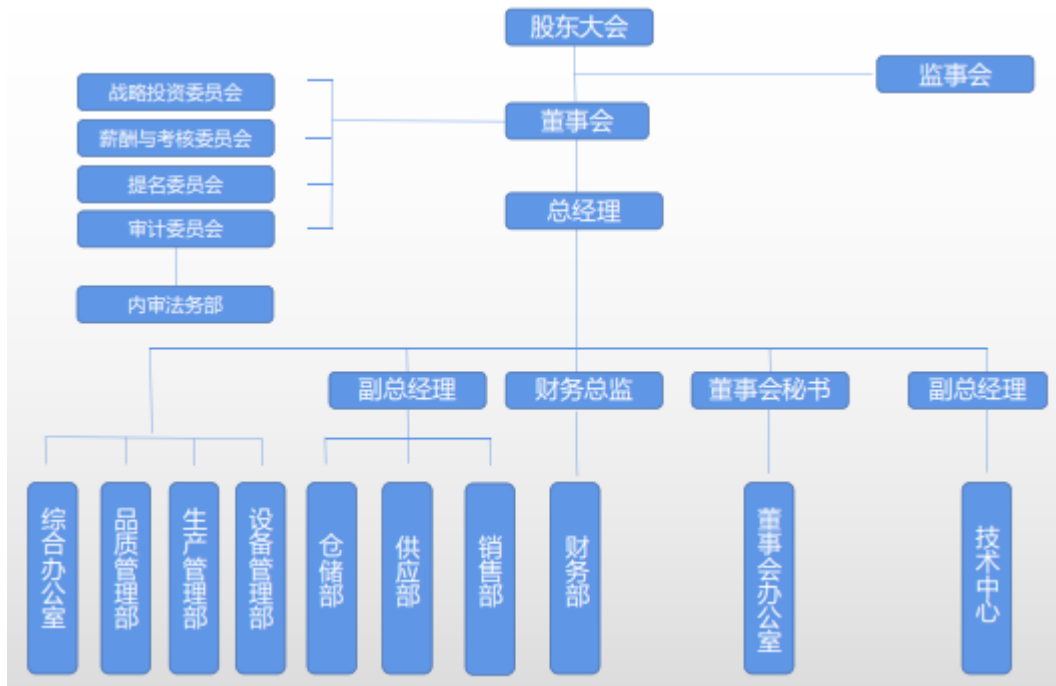 股东大会
监事会
战略投资委员会
董事会
薪酬与考核委员会
提名委员会
总经理
审计委员会
内审法务部
副总经理
财务总监
董事会秘书
副总经理
综合办公室
品质管理部
生产管理部
设备管理部
仓储部
供应部
销售部
财务部
董事会办公室
技术中心